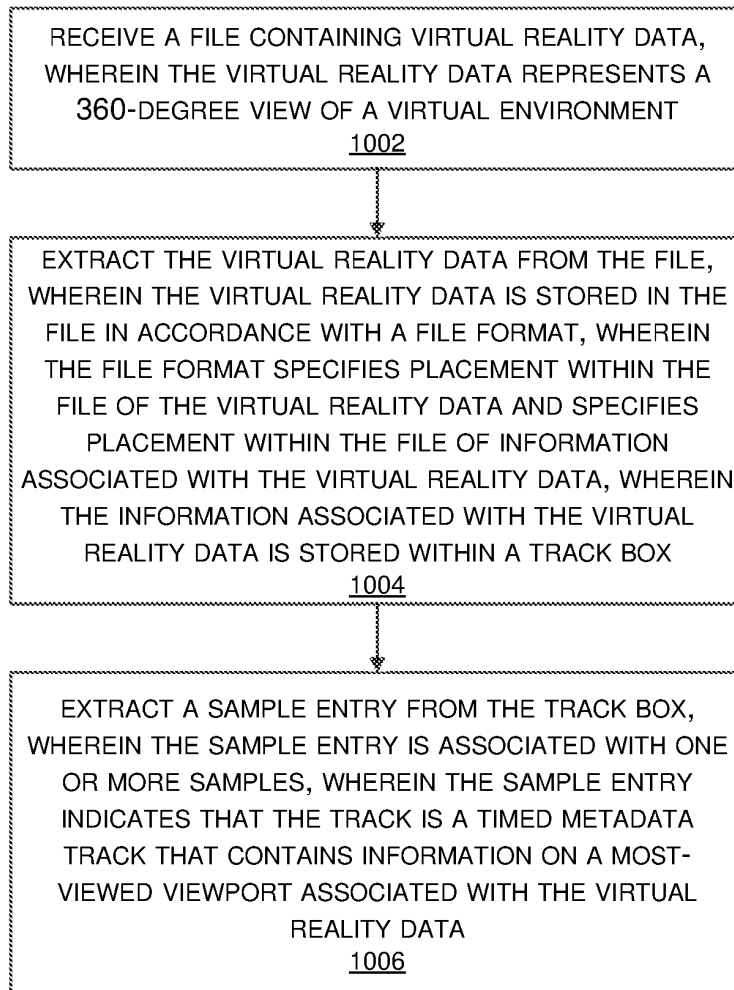 RECEIVE A FILE CONTAINING VIRTUAL REALITY DATA,
WHEREIN THE VIRTUAL REALITY DATA REPRESENTS A
360-DEGREE VIEW OF A VIRTUAL ENVIRONMENT
1002
EXTRACT THE VIRTUAL REALITY DATA FROM THE FILE,
WHEREIN THE VIRTUAL REALITY DATA IS STORED IN THE
FILE IN ACCORDANCE WITH A FILE FORMAT, WHEREIN
THE FILE FORMAT SPECIFIES PLACEMENT WITHIN THE
FILE OF THE VIRTUAL REALITY DATA AND SPECIFIES
PLACEMENT WITHIN THE FILE OF INFORMATION
ASSOCIATED WITH THE VIRTUAL REALITY DATA, WHEREIN
THE INFORMATION ASSOCIATED WITH THE VIRTUAL
REALITY DATA IS STORED WITHIN A TRACK BOX
1004
EXTRACT A SAMPLE ENTRY FROM THE TRACK BOX,
WHEREIN THE SAMPLE ENTRY IS ASSOCIATED WITH ONE
OR MORE SAMPLES, WHEREIN THE SAMPLE ENTRY
INDICATES THAT THE TRACK IS A TIMED METADATA
TRACK THAT CONTAINS INFORMATION ON A MOST-
VIEWED VIEWPORT ASSOCIATED WITH THE VIRTUAL
REALITY DATA
1006